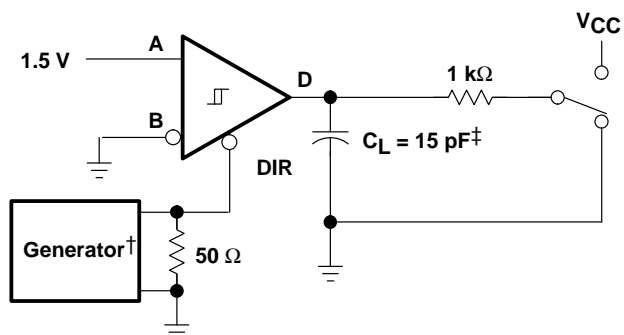 VCC
A
1.5 V
D
1 kΩ
B
CL = 15 pF‡
DIR
Generator†
50 Ω